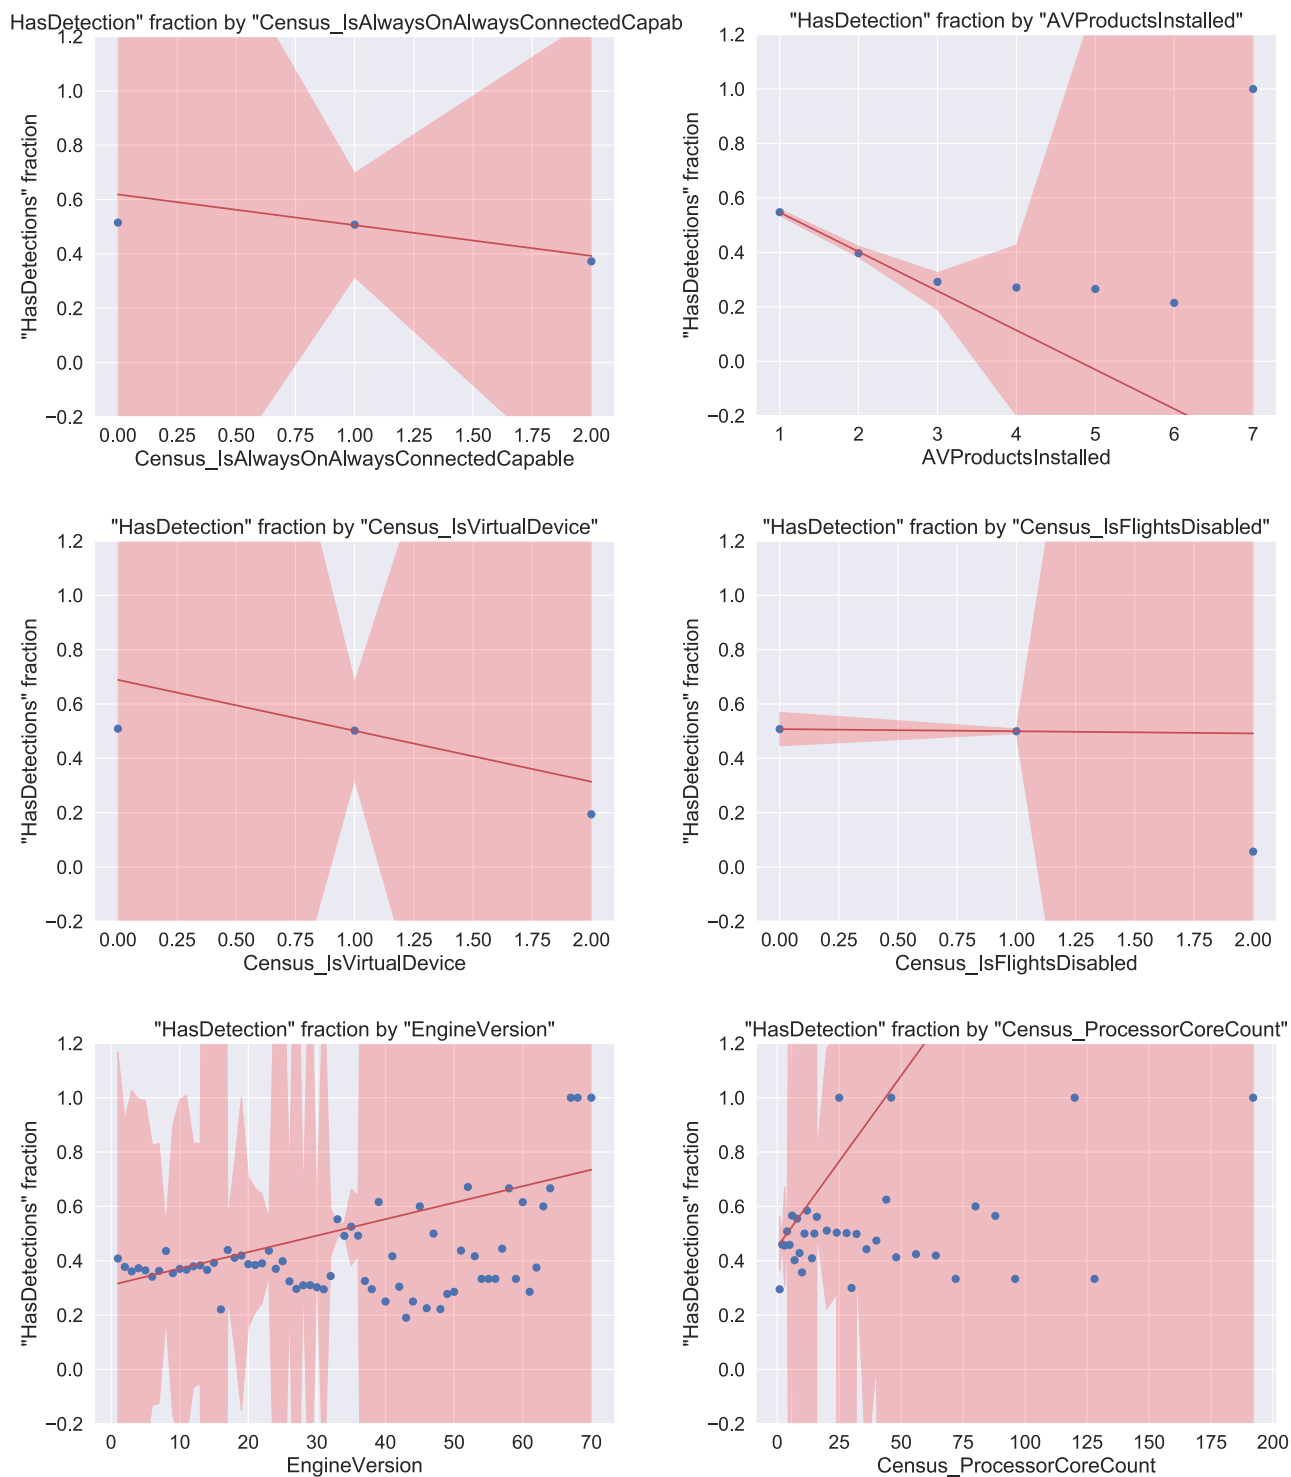 HasDetection" fraction by "Census_IsAlwaysOnAlwaysConnectedCapab
1.2
1.0
0.8
0.6
0.4
0.2
0.0
−0.2
"HasDetections" fraction
0.00 0.25 0.50 0.75 1.00 1.25 1.50 1.75 2.00
Census_IsAlwaysOnAlwaysConnectedCapable
"HasDetection" fraction by "AVProductsInstalled"
1.2
1.0
0.8
0.6
0.4
0.2
0.0
−0.2
"HasDetections" fraction
1 2 3 4 5 6 7
AVProductsInstalled
"HasDetection" fraction by "Census_IsVirtualDevice"
1.2
1.0
0.8
0.6
0.4
0.2
0.0
−0.2
"HasDetections" fraction
0.00 0.25 0.50 0.75 1.00 1.25 1.50 1.75 2.00
Census_IsVirtualDevice
"HasDetection" fraction by "Census_IsFlightsDisabled"
1.2
1.0
0.8
0.6
0.4
0.2
0.0
−0.2
"HasDetections" fraction
0.00 0.25 0.50 0.75 1.00 1.25 1.50 1.75 2.00
Census_IsFlightsDisabled
"HasDetection" fraction by "EngineVersion"
1.2
1.0
0.8
0.6
0.4
0.2
0.0
−0.2
"HasDetections" fraction
0 10 20 30 40 50 60 70
EngineVersion
"HasDetection" fraction by "Census_ProcessorCoreCount"
1.2
1.0
0.8
0.6
0.4
0.2
0.0
−0.2
"HasDetections" fraction
0 25 50 75 100 125 150 175 200
Census_ProcessorCoreCount